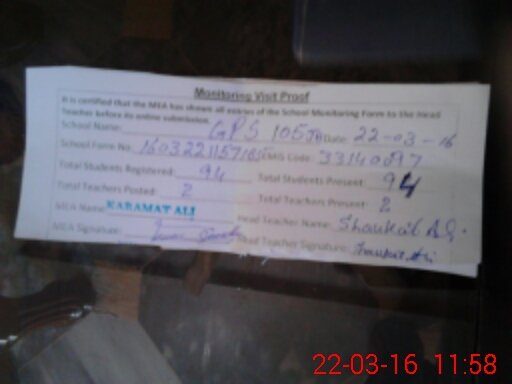 Monitoring Visit Proof
It is certified that the MEA has shown all entries of the School Monitoring Form to the Head
Teacher before its online submission.
School Name: GPS 105 Date: 22-03-16
School Form No. EMIS Code: 33140097
Total Students Registered: 94 Total Students Present: 94
Total Teachers Posted: 2 Total Teachers Present: 2
MEA Name: KARAMAT ALI Head Teacher Name: Shaukat Ali
MEA Signature: Head Teacher Signature: Shaukat Ali
22-03-16 11:58